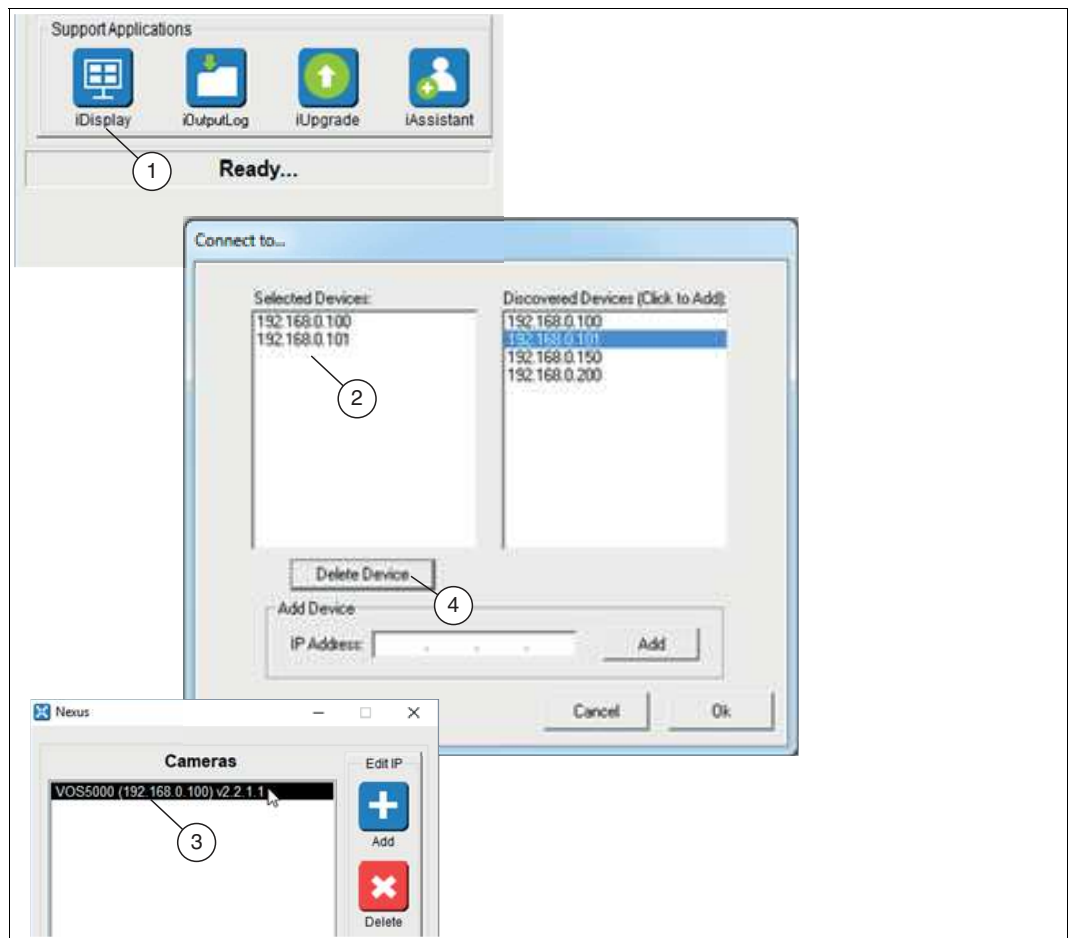 Support Applications
iDisplay iOutputLog iUpgrade iAssistant
1
Ready...
Connect to...
Selected Devices:
192.168.0.100
192.168.0.101
2
Discovered Devices (Click to Add):
192.168.0.100
192.168.0.101
192.168.0.150
192.168.0.200
Delete Device
4
Add Device
IP Address: . . . Add
Cancel Ok
Nexus
Cameras
VOS5000 (192.168.0.100) v2.2.1.1
3
Edit IP
Add
Delete